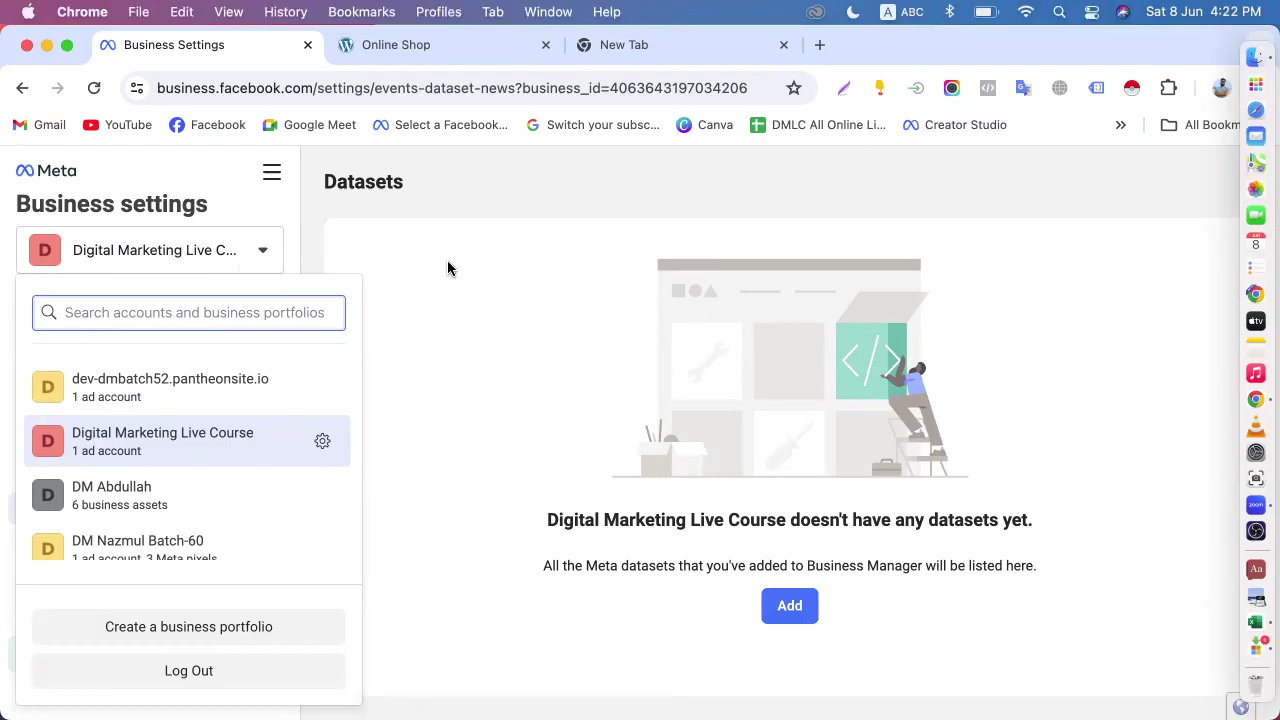 Chrome File Edit View History Bookmarks Profiles Tab Window Help A ABC Sat 8 Jun 4:22 PM
Business Settings Online Shop New Tab
business.facebook.com/settings/events-dataset-news?business_id=4063643197034206
Gmail YouTube Facebook Google Meet Select a Facebook... Switch your subsc... Canva DMLC All Online Li... Creator Studio » All Bookm
Meta
Business settings
Datasets
D Digital Marketing Live C...
Search accounts and business portfolios
D dev-dmbatch52.pantheonsite.io
1 ad account
D Digital Marketing Live Course
1 ad account
D DM Abdullah
6 business assets
D DM Nazmul Batch-60
1 ad account, 3 Meta pixels
Create a business portfolio
Log Out
Digital Marketing Live Course doesn't have any datasets yet.
All the Meta datasets that you've added to Business Manager will be listed here.
Add
JUN
8
tv
zoom
Aa